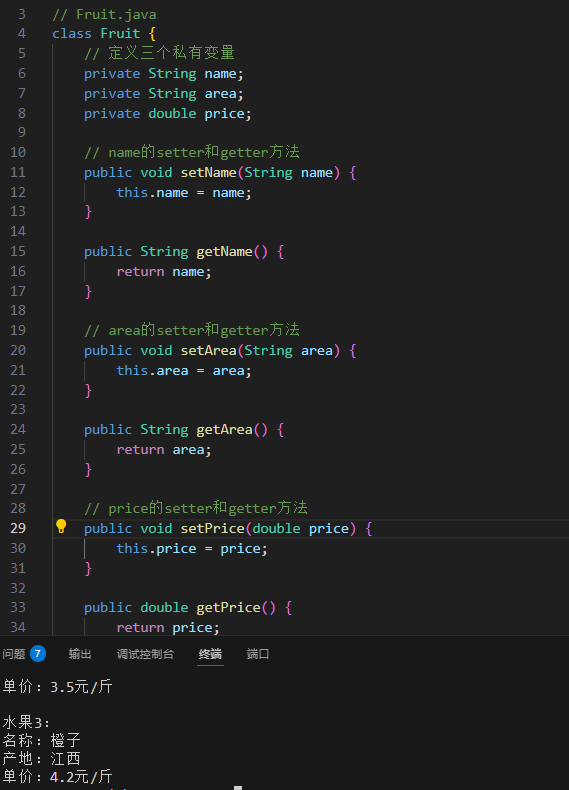 3 // Fruit.java
4 class Fruit {
5 // 定义三个私有变量
6 private String name;
7 private String area;
8 private double price;
9
10 // name的setter和getter方法
11 public void setName(String name) {
12 this.name = name;
13 }
14
15 public String getName() {
16 return name;
17 }
18
19 // area的setter和getter方法
20 public void setArea(String area) {
21 this.area = area;
22 }
23
24 public String getArea() {
25 return area;
26 }
27
28 // price的setter和getter方法
29 public void setPrice(double price) {
30 this.price = price;
31 }
32
33 public double getPrice() {
34 return price;
问题 7 输出 调试控制台 终端 端口
单价：3.5元/斤
水果3：
名称：橙子
产地：江西
单价：4.2元/斤